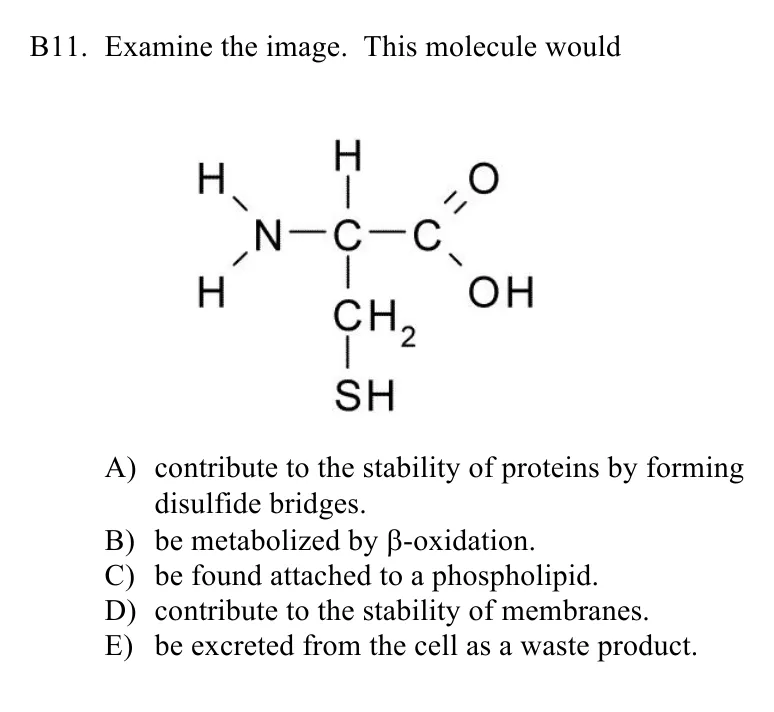 B11. Examine the image. This molecule would
H
H
O
N-C-C
H
OH
CH₂
SH
A) contribute to the stability of proteins by forming
disulfide bridges.
B) be metabolized by β-oxidation.
C) be found attached to a phospholipid.
D) contribute to the stability of membranes.
E) be excreted from the cell as a waste product.